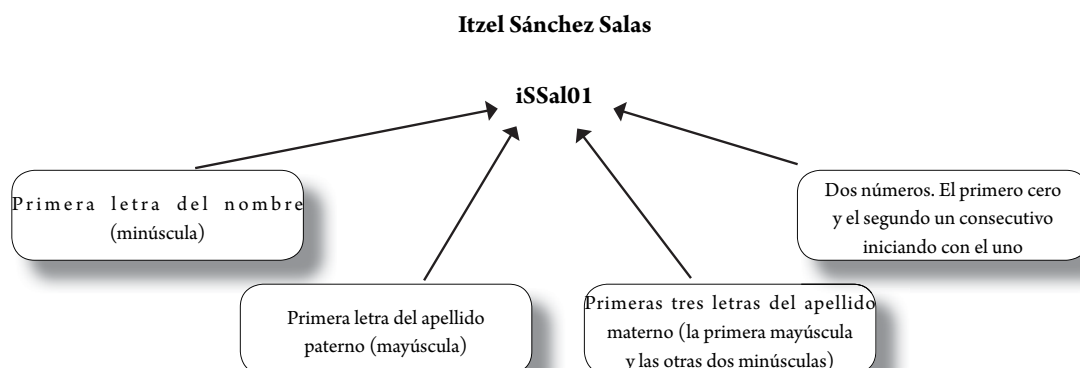 Itzel Sánchez Salas
iSSal01
Primera letra del nombre
(minúscula)
Dos números. El primero cero
y el segundo un consecutivo
iniciando con el uno
Primera letra del apellido
paterno (mayúscula)
Primeras tres letras del apellido
materno (la primera mayúscula
y las otras dos minúsculas)